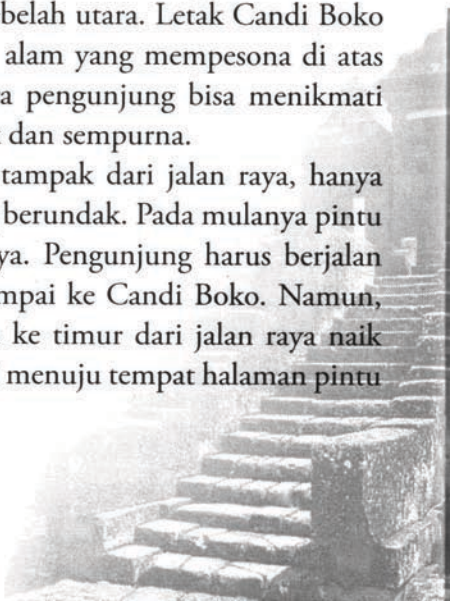 belah utara. Letak Candi Boko
alam yang mempesona di atas
a pengunjung bisa menikmati
dan sempurna.
tampak dari jalan raya, hanya
berundak. Pada mulanya pintu
ya. Pengunjung harus berjalan
mpai ke Candi Boko. Namun,
ke timur dari jalan raya naik
menuju tempat halaman pintu